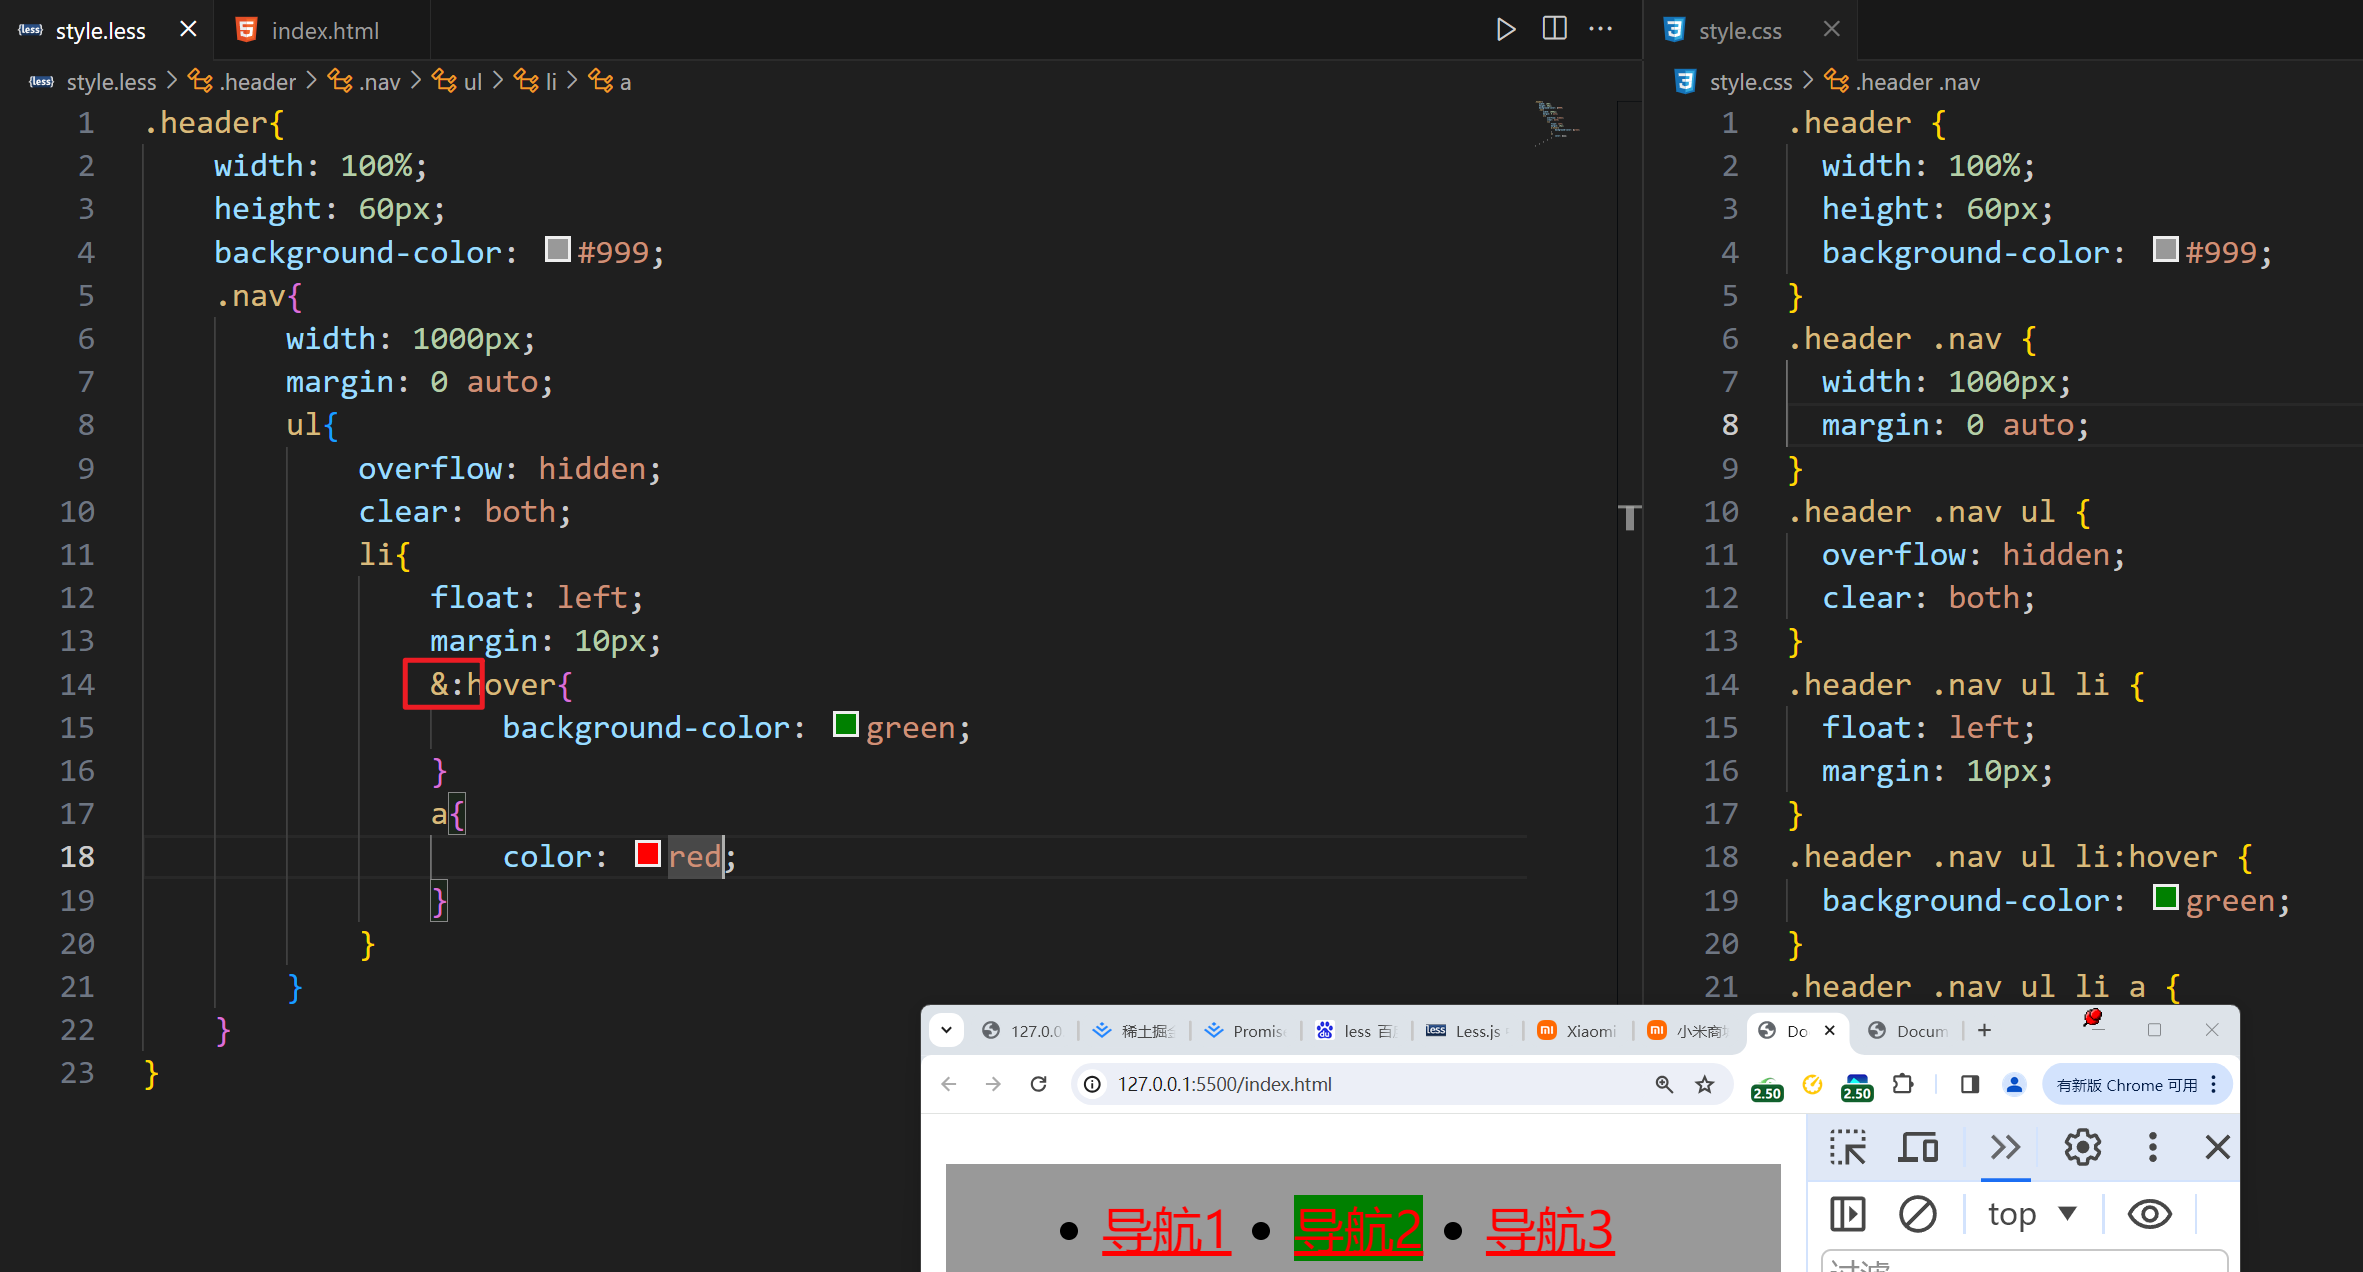 style.less
index.html
style.less > .header > .nav > ul > li > a
1 .header{
2 width: 100%;
3 height: 60px;
4 background-color: #999;
5 .nav{
6 width: 1000px;
7 margin: 0 auto;
8 ul{
9 overflow: hidden;
10 clear: both;
11 li{
12 float: left;
13 margin: 10px;
14 &:hover{
15 background-color: green;
16 }
17 a{
18 color: red;
19 }
20 }
21 }
22 }
23 }
style.css
style.css > .header .nav
1 .header {
2 width: 100%;
3 height: 60px;
4 background-color: #999;
5 }
6 .header .nav {
7 width: 1000px;
8 margin: 0 auto;
9 }
10 .header .nav ul {
11 overflow: hidden;
12 clear: both;
13 }
14 .header .nav ul li {
15 float: left;
16 margin: 10px;
17 }
18 .header .nav ul li:hover {
19 background-color: green;
20 }
21 .header .nav ul li a {
127.0.0
稀土掘金
Promis
less 百
Less.js
Xiaomi
小米商
Do
Docum
127.0.0.1:5500/index.html
2.50
2.50
有新版 Chrome 可用
导航1
导航2
导航3
top
过滤